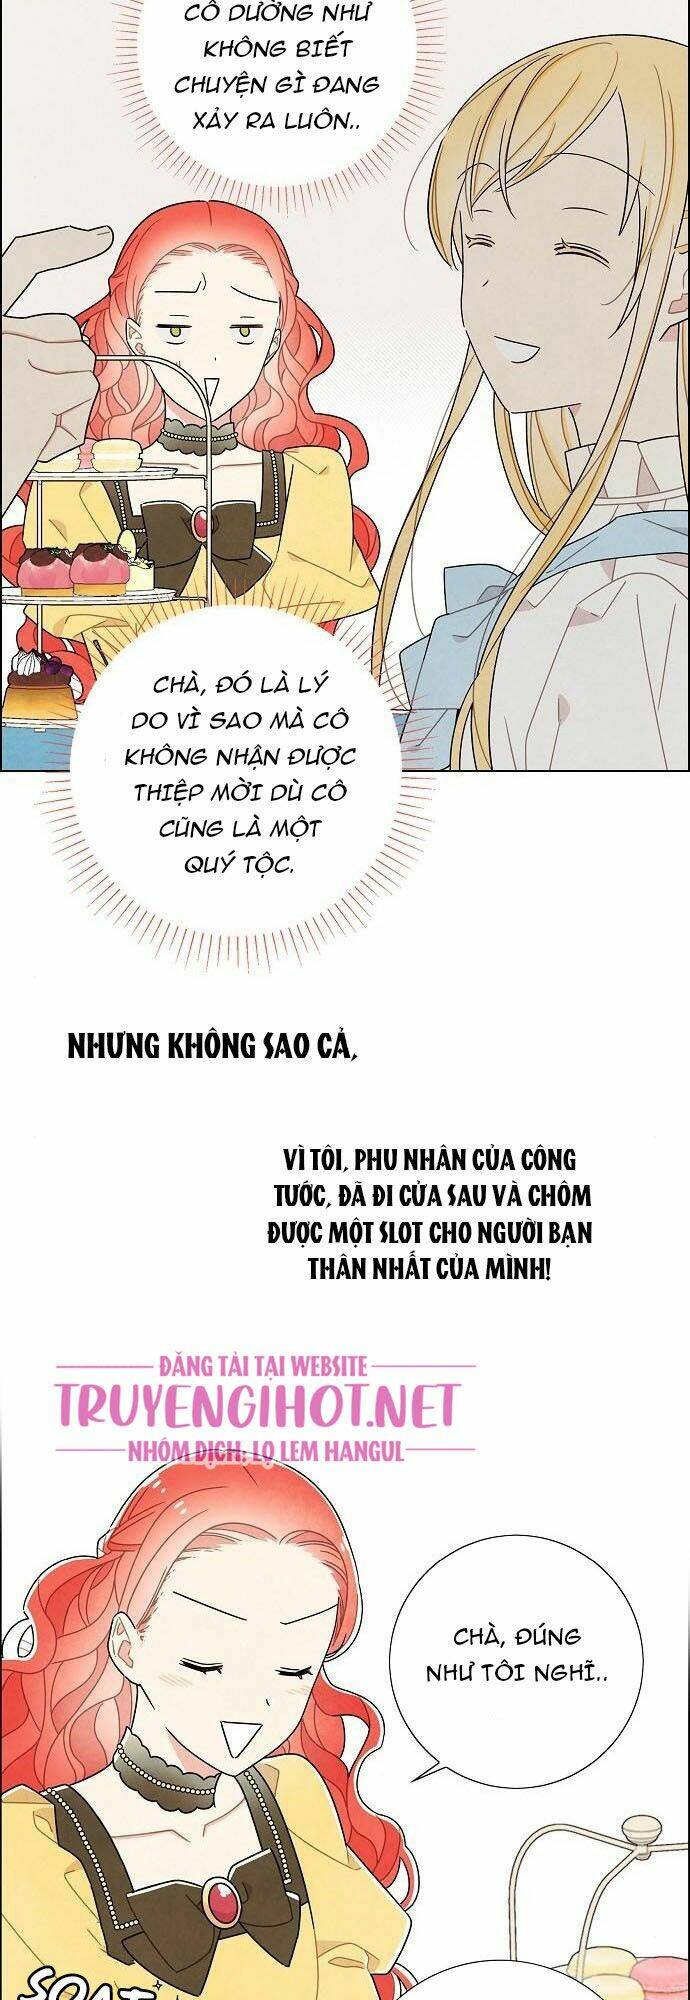 CÔ DƯỜNG NHƯ
KHÔNG BIẾT
CHUYỆN GÌ ĐANG
XẢY RA LUÔN..
CHÀ, ĐÓ LÀ LÝ
DO VÌ SAO MÀ CÔ
KHÔNG NHẬN ĐƯỢC
THIỆP MỜI DÙ CÔ
CŨNG LÀ MỘT
QUÝ TỘC.
NHƯNG KHÔNG SAO CẢ,
VÌ TÔI, PHU NHÂN CỦA CÔNG
TƯỚC, ĐÃ ĐI CỬA SAU VÀ CHÔM
ĐƯỢC MỘT SLOT CHO NGƯỜI BẠN
THÂN NHẤT CỦA MÌNH!
ĐĂNG TẢI TẠI WEBSITE
TRUYENGIHOT.NET
NHÓM DỊCH: LỌ LEM HANGUL
CHÀ, ĐÚNG
NHƯ TÔI NGHĨ..